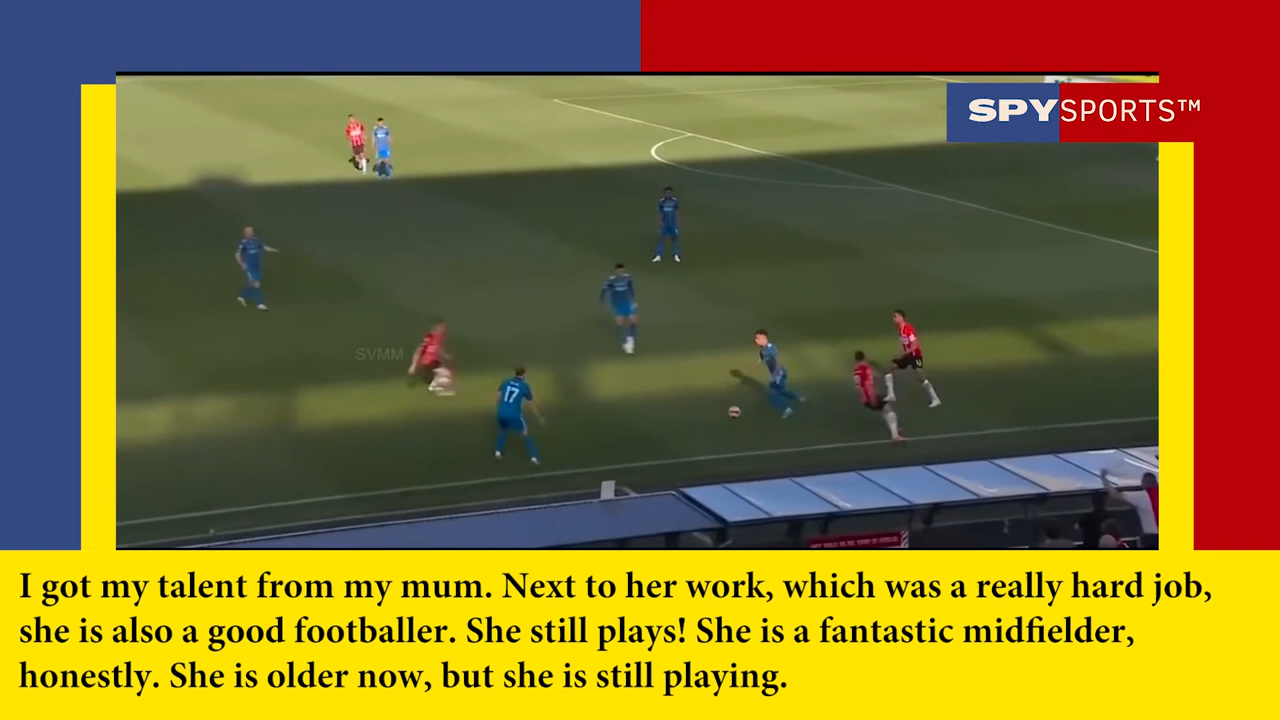 SPYSPORTS™
SVMM
17
I got my talent from my mum. Next to her work, which was a really hard job,
she is also a good footballer. She still plays! She is a fantastic midfielder,
honestly. She is older now, but she is still playing.